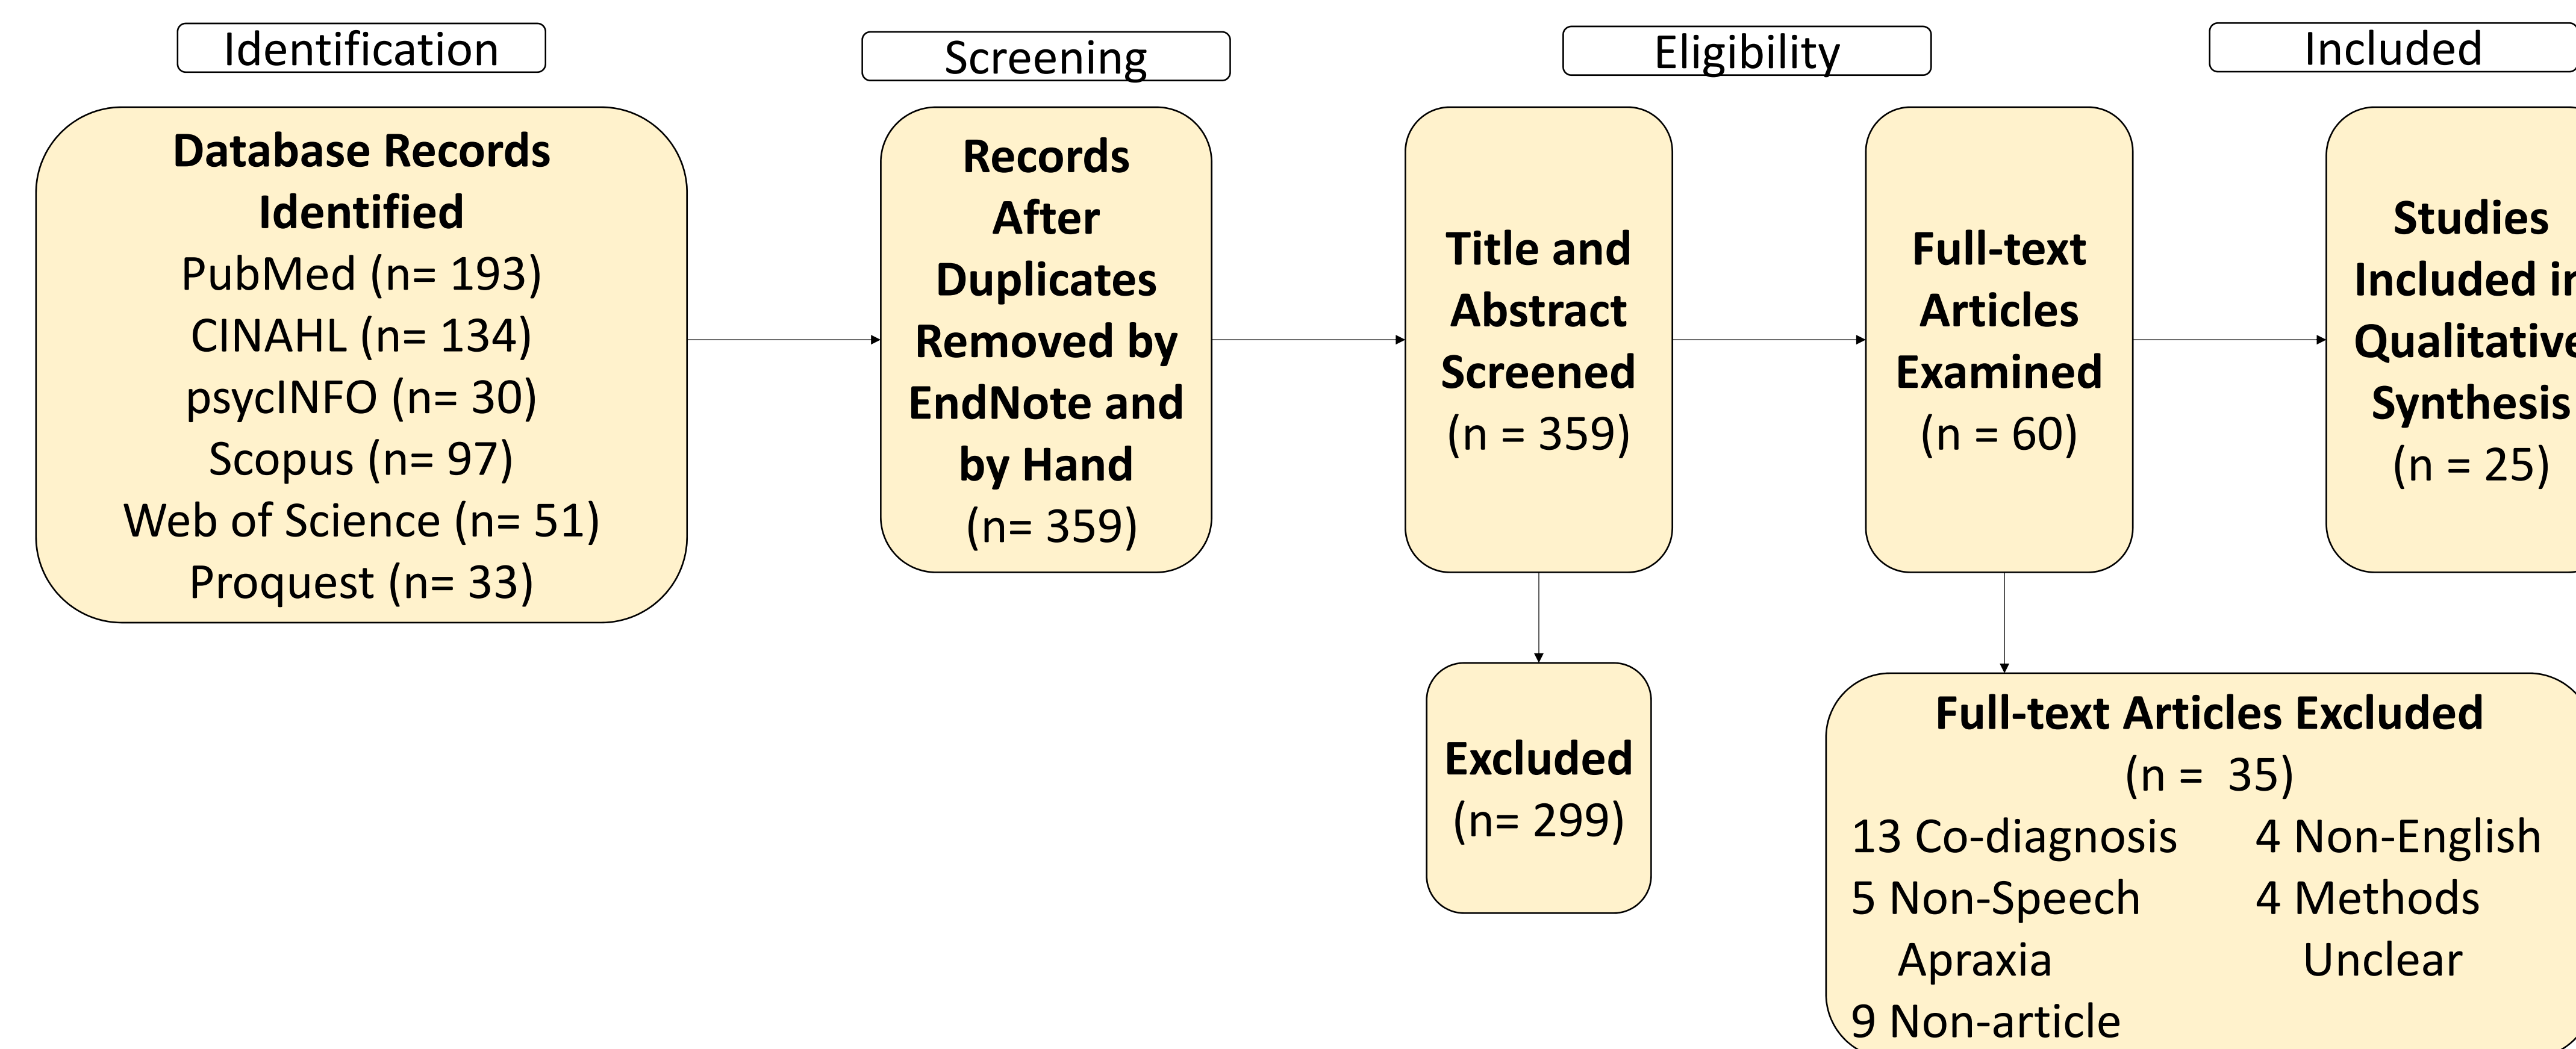 Identification
Screening
Eligibility
Included
Database Records
Identified
PubMed (n= 193)
CINAHL (n= 134)
psycINFO (n= 30)
Scopus (n= 97)
Web of Science (n= 51)
Proquest (n= 33)
Records
After
Duplicates
Removed by
EndNote and
by Hand
(n= 359)
Title and
Abstract
Screened
(n = 359)
Full-text
Articles
Examined
(n = 60)
Studies
Included in
Qualitative
Synthesis
(n = 25)
Excluded
(n= 299)
Full-text Articles Excluded
(n =  35)
13 Co-diagnosis
5 Non-Speech
Apraxia
9 Non-article
4 Non-English
4 Methods
Unclear